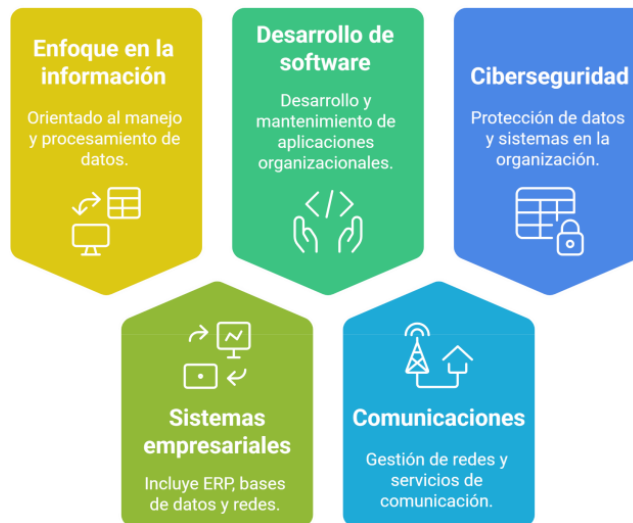 Enfoque en la
información
Orientado al manejo
y procesamiento de
datos.
Sistemas
empresariales
Incluye ERP, bases
de datos y redes.
Desarrollo de
software
Desarrollo y
mantenimiento de
aplicaciones
organizacionales.
Comunicaciones
Gestión de redes y
servicios de
comunicación.
Ciberseguridad
Protección de datos
y sistemas en la
organización.